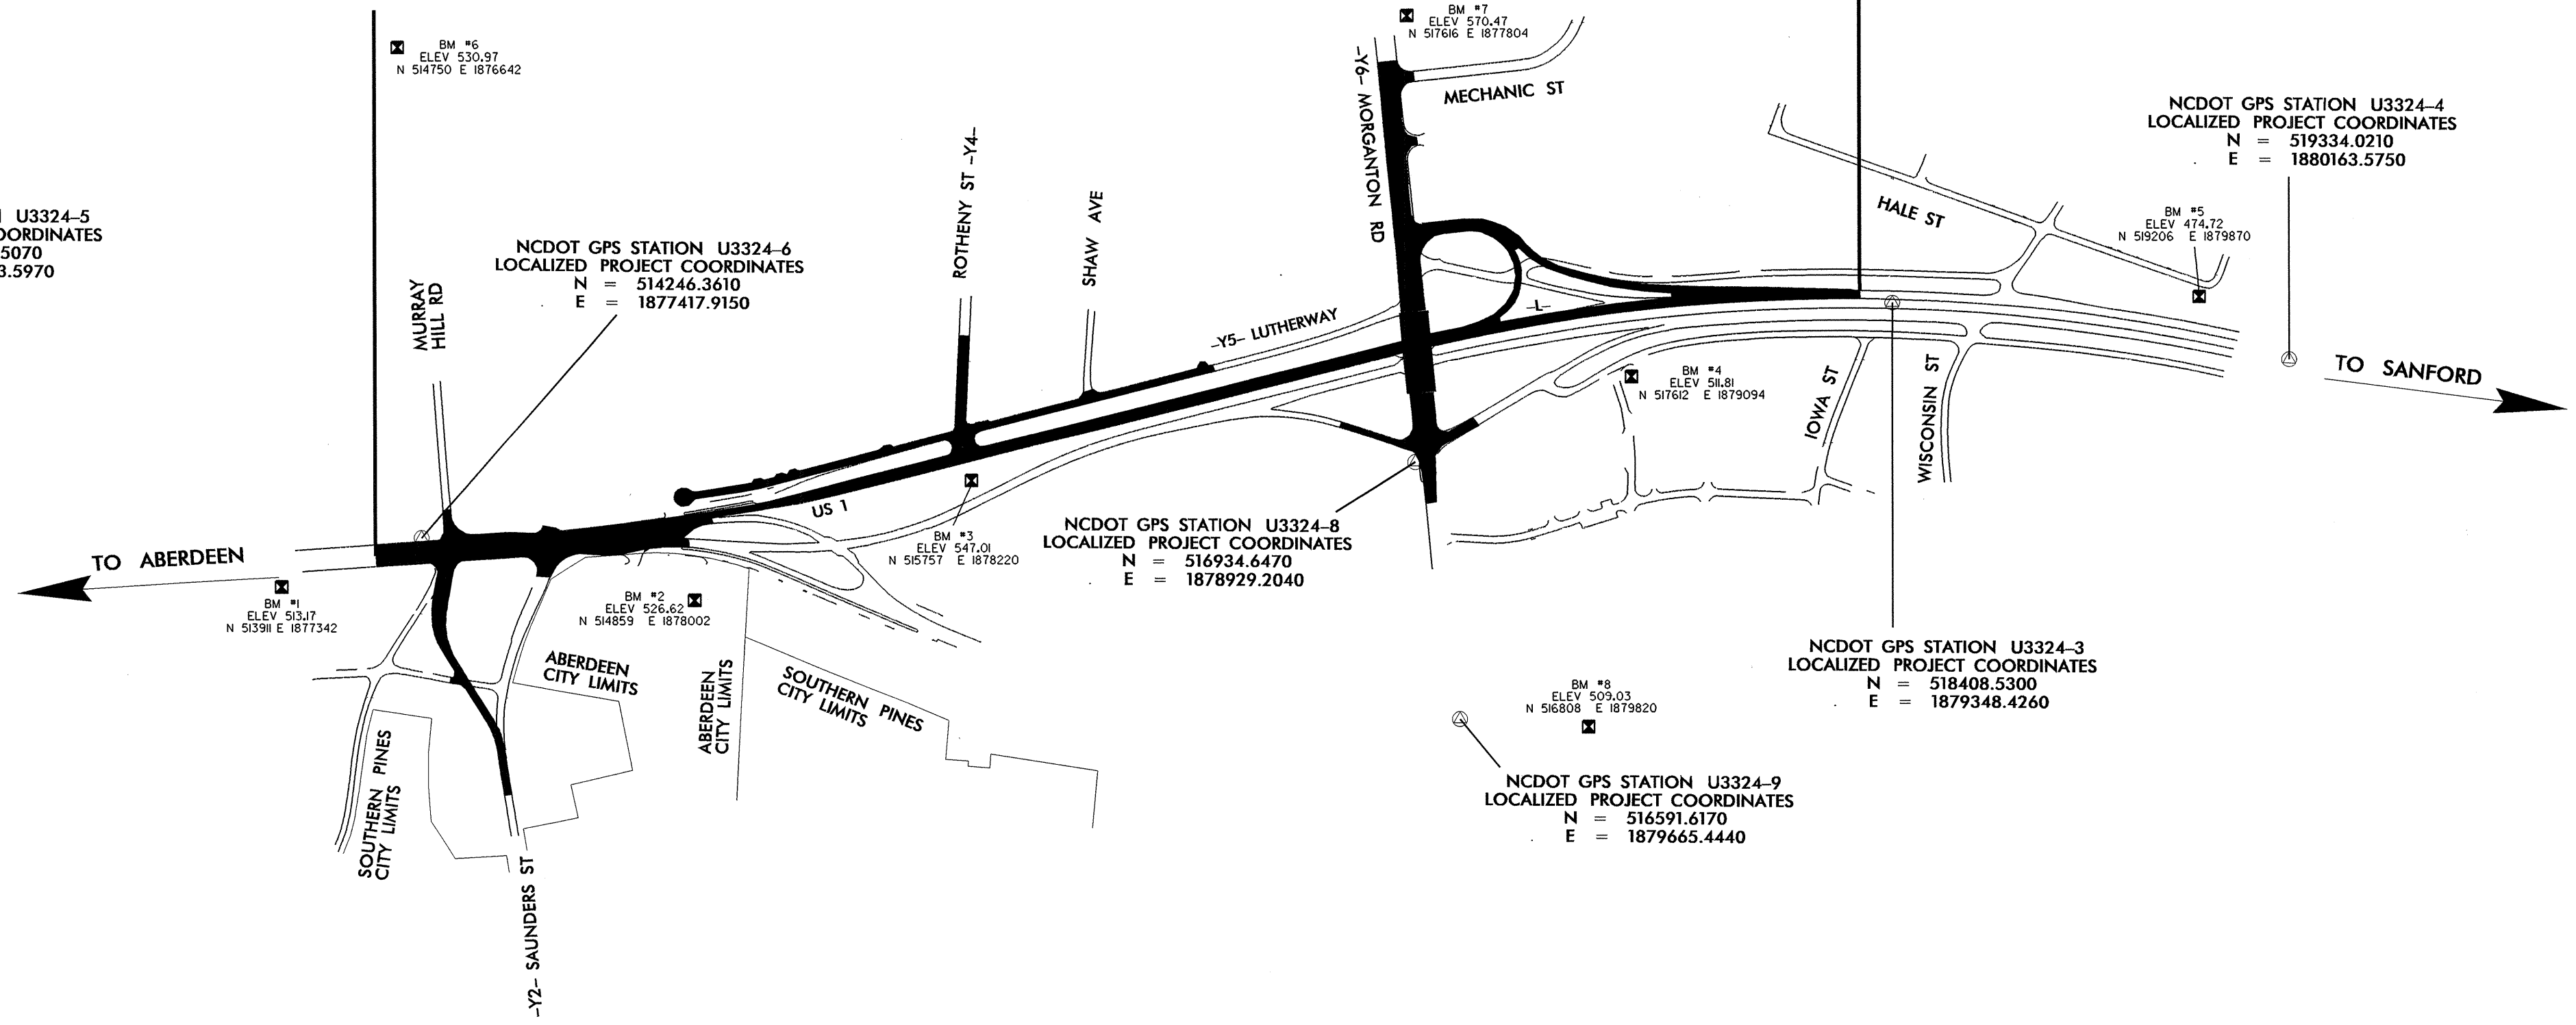 BM #6
ELEV 530.97
N 514750 E 1876642
BM #7
ELEV 570.47
N 517616 E 1877804
-Y6- MORGANTON RD
MECHANIC ST
NCDOT GPS STATION U3324-4
LOCALIZED PROJECT COORDINATES
N = 519334.0210
E = 1880163.5750
U3324-5
OORDINATES
5070
3.5970
NCDOT GPS STATION U3324-6
LOCALIZED PROJECT COORDINATES
N = 514246.3610
E = 1877417.9150
MURRAY
HILL RD
ROTHENY ST -Y4-
SHAW AVE
-Y5- LUTHERWAY
-L-
HALE ST
BM #5
ELEV 474.72
N 519206 E 1879870
TO SANFORD
BM #4
ELEV 511.81
N 517612 E 1879094
IOWA ST
WISCONSIN ST
US 1
TO ABERDEEN
BM #1
ELEV 513.17
N 513911 E 1877342
BM #2
ELEV 526.62
N 514859 E 1878002
BM #3
ELEV 547.01
N 515757 E 1878220
NCDOT GPS STATION U3324-8
LOCALIZED PROJECT COORDINATES
N = 516934.6470
E = 1878929.2040
NCDOT GPS STATION U3324-3
LOCALIZED PROJECT COORDINATES
N = 518408.5300
E = 1879348.4260
ABERDEEN
CITY LIMITS
ABERDEEN
CITY LIMITS
SOUTHERN PINES
CITY LIMITS
BM #8
ELEV 509.03
N 516808 E 1879820
SOUTHERN PINES
CITY LIMITS
NCDOT GPS STATION U3324-9
LOCALIZED PROJECT COORDINATES
N = 516591.6170
E = 1879665.4440
-Y2- SAUNDERS ST